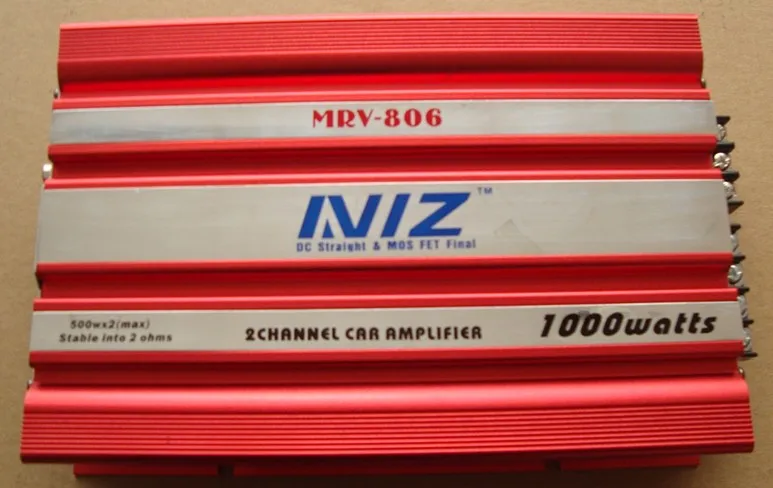 MRV-806
NIZ™
DC Straight & MOS FET Final
500wx2(max)
Stable into 2 ohms
2CHANNEL CAR AMPLIFIER
1000watts